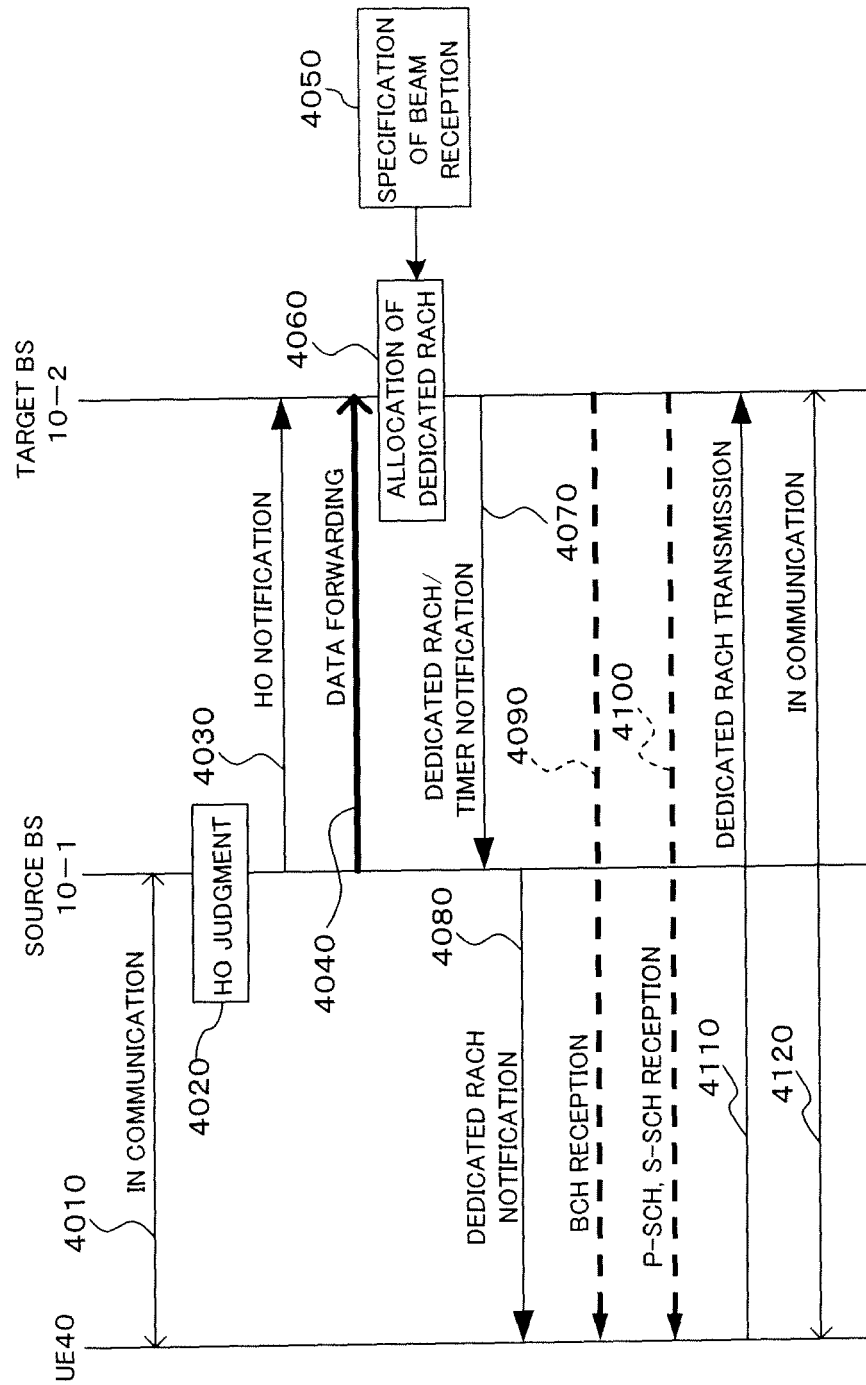 UE40
SOURCE BS
10-1
TARGET BS
10-2
4010
IN COMMUNICATION
4020
HO JUDGMENT
4030
HO NOTIFICATION
4040
DATA FORWARDING
4050
SPECIFICATION
OF BEAM
RECEPTION
4060
ALLOCATION OF
DEDICATED RACH
4070
DEDICATED RACH/
TIMER NOTIFICATION
4080
DEDICATED RACH
NOTIFICATION
4090
BCH RECEPTION
4100
P-SCH, S-SCH RECEPTION
4110
DEDICATED RACH TRANSMISSION
4120
IN COMMUNICATION